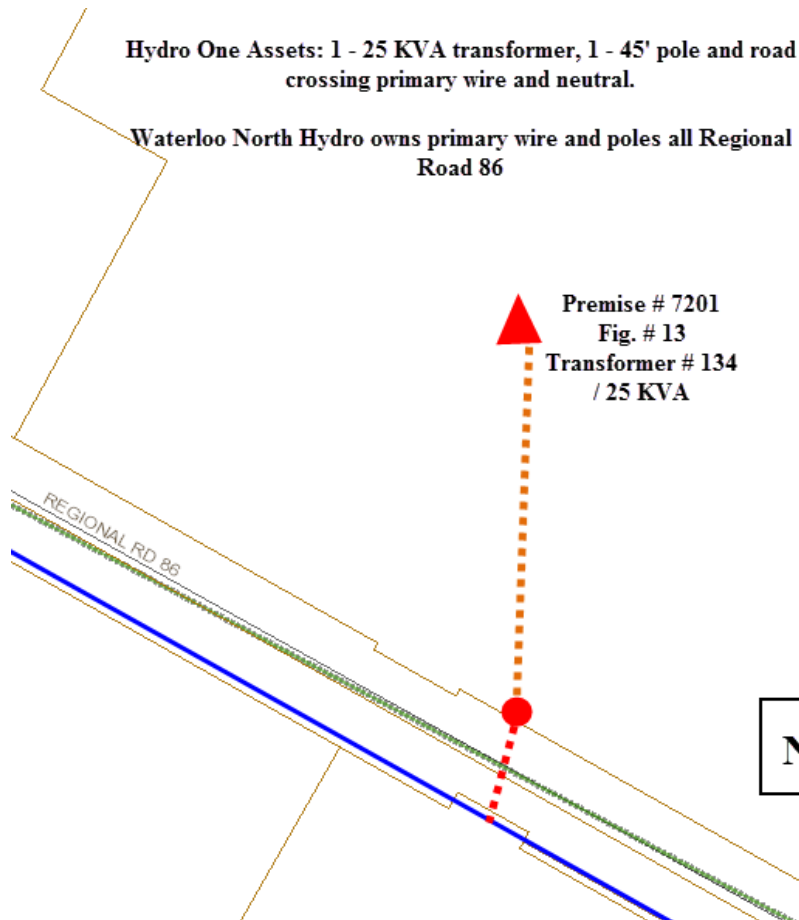 Hydro One Assets: 1 - 25 KVA transformer, 1 - 45' pole and road
crossing primary wire and neutral.
Waterloo North Hydro owns primary wire and poles all Regional
Road 86
Premise # 7201
Fig. # 13
Transformer # 134
/ 25 KVA
REGIONAL RD 86
N